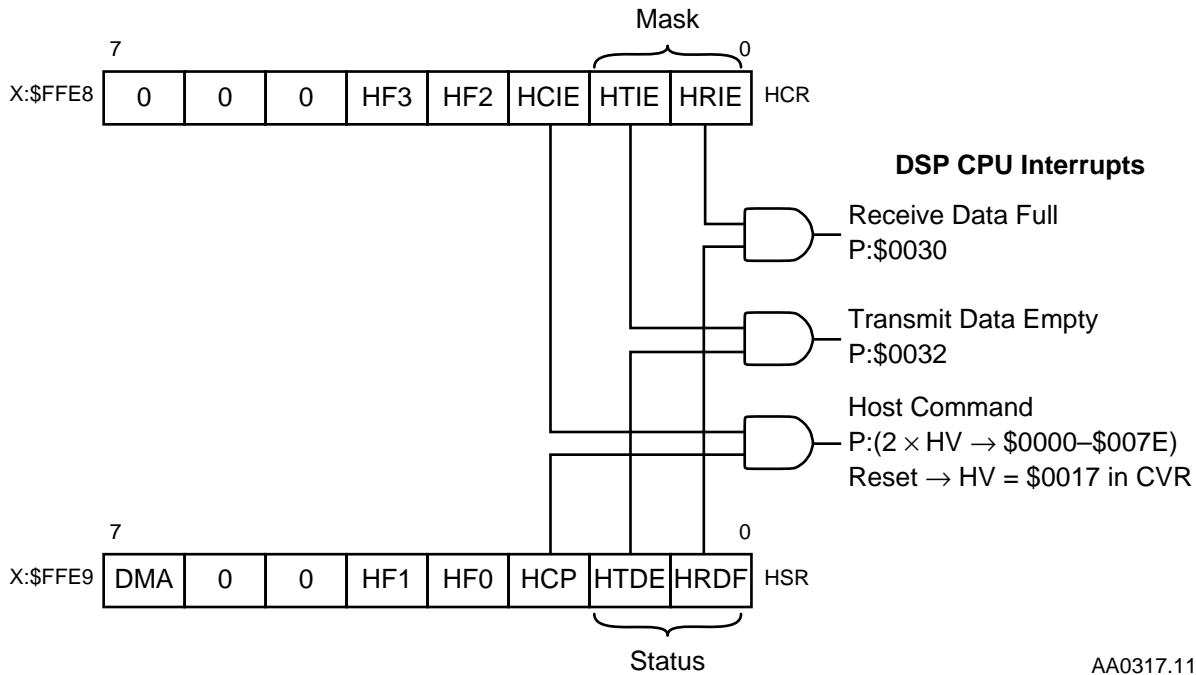 Mask
7 0
X:$FFE8 0 0 0 HF3 HF2 HCIE HTIE HRIE HCR
DSP CPU Interrupts
Receive Data Full
P:$0030
Transmit Data Empty
P:$0032
Host Command
P:(2 × HV → $0000–$007E)
Reset → HV = $0017 in CVR
7 0
X:$FFE9 DMA 0 0 HF1 HF0 HCP HTDE HRDF HSR
Status
AA0317.11